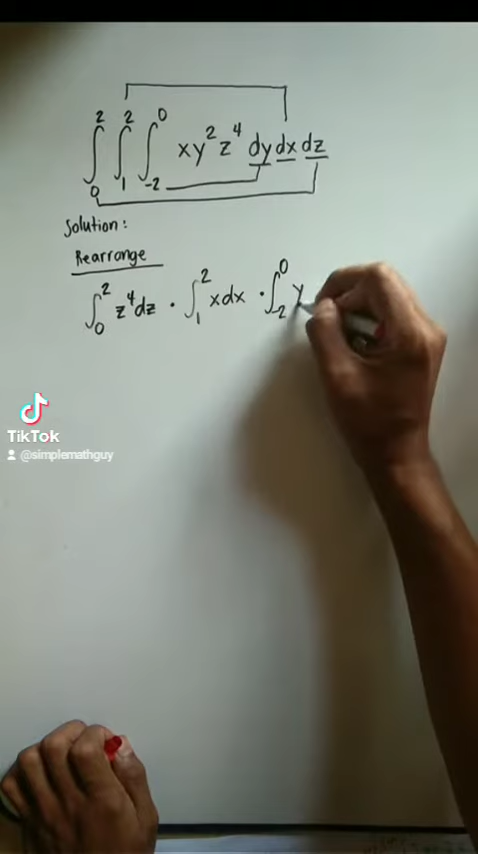 ∫₀² ∫₁² ∫₋₂⁰ xy²z⁴ dy dx dz
Solution:
Rearrange
∫₀² z⁴dz · ∫₁² xdx · ∫₋₂⁰ y
TikTok
@simplemathguy